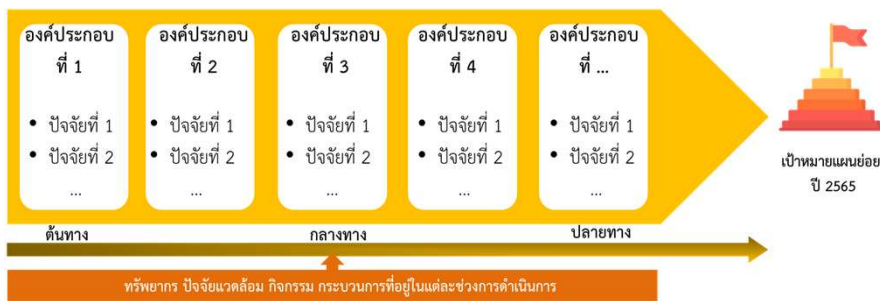 องค์ประกอบ
ที่ 1
• ปัจจัยที่ 1
• ปัจจัยที่ 2
...
องค์ประกอบ
ที่ 2
• ปัจจัยที่ 1
• ปัจจัยที่ 2
...
องค์ประกอบ
ที่ 3
• ปัจจัยที่ 1
• ปัจจัยที่ 2
...
องค์ประกอบ
ที่ 4
• ปัจจัยที่ 1
• ปัจจัยที่ 2
...
องค์ประกอบ
ที่ ...
• ปัจจัยที่ 1
• ปัจจัยที่ 2
...
เป้าหมายแผนย่อย
ปี 2565
ต้นทาง
กลางทาง
ปลายทาง
ทรัพยากร ปัจจัยแวดล้อม กิจกรรม กระบวนการที่อยู่ในแต่ละช่วงการดำเนินการ